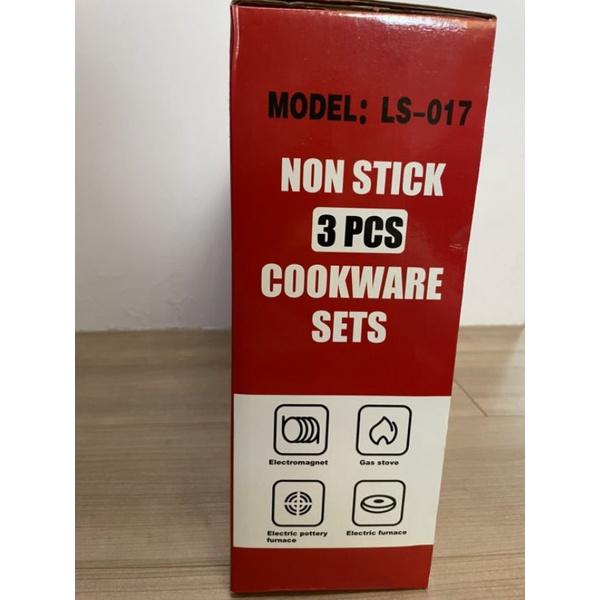 MODEL: LS-017
NON STICK
3 PCS
COOKWARE
SETS
Electromagnet
Gas stove
Electric pottery
furnace
Electric furnace